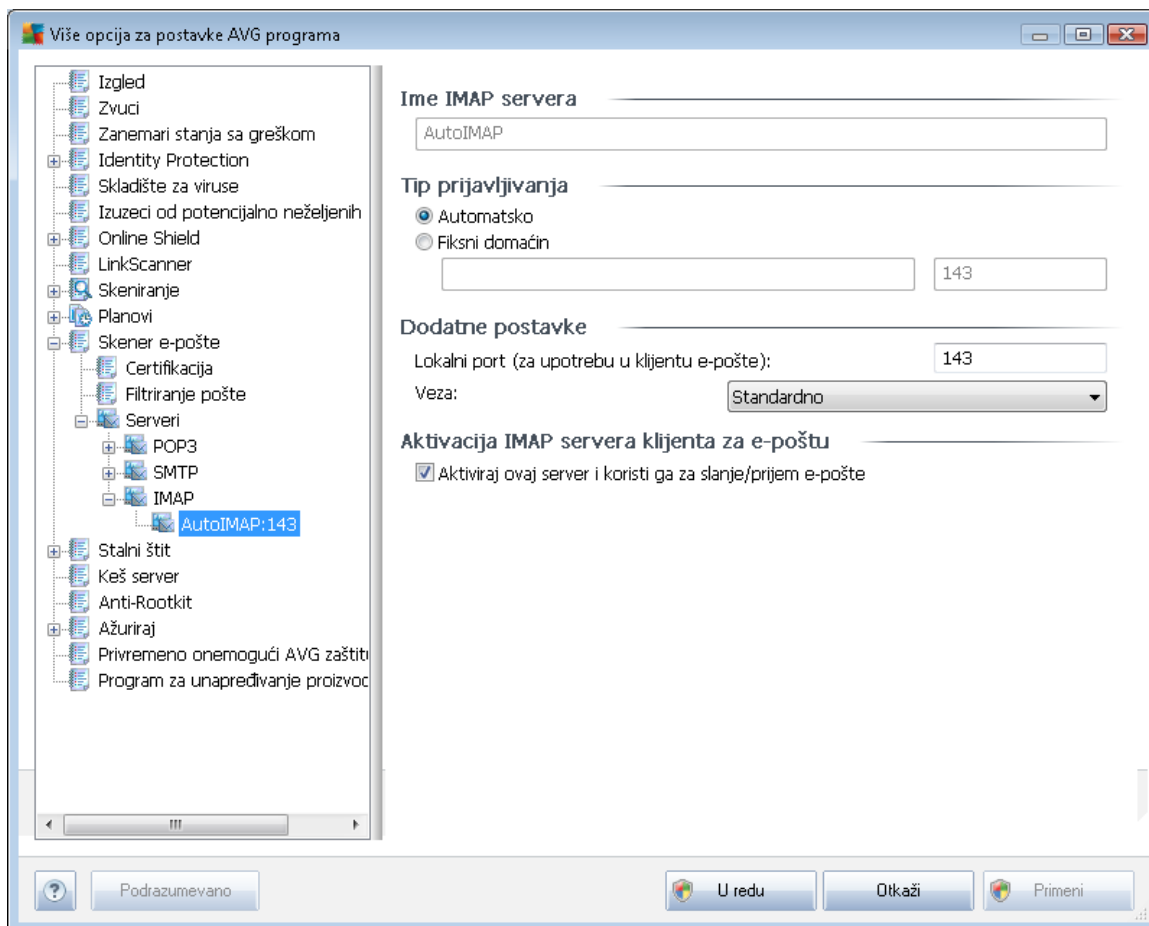 Više opcija za postavke AVG programa
Izgled
Zvuci
Zanemari stanja sa greškom
Identity Protection
Skladište za viruse
Izuzeci od potencijalno neželjenih
Online Shield
LinkScanner
Skeniranje
Planovi
Skener e-pošte
Certifikacija
Filtriranje pošte
Serveri
POP3
SMTP
IMAP
AutoIMAP:143
Stalni štit
Keš server
Anti-Rootkit
Ažuriraj
Privremeno onemogući AVG zaštitu
Program za unapređivanje proizvod
Ime IMAP servera
AutoIMAP
Tip prijavljivanja
Automatsko
Fiksni domaćin
143
Dodatne postavke
Lokalni port (za upotrebu u klijentu e-pošte): 143
Veza: Standardno
Aktivacija IMAP servera klijenta za e-poštu
Aktiviraj ovaj server i koristi ga za slanje/prijem e-pošte
? Podrazumevano U redu Otkaži Primeni